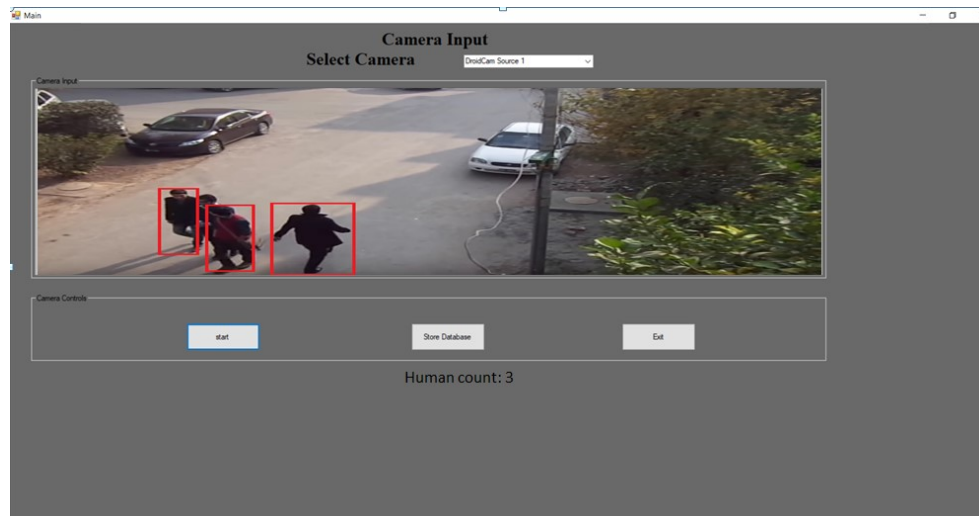 Main
Camera Input
Select Camera
DroidCam Source 1
Camera Input
Camera Controls
start
Store Database
Exit
Human count: 3